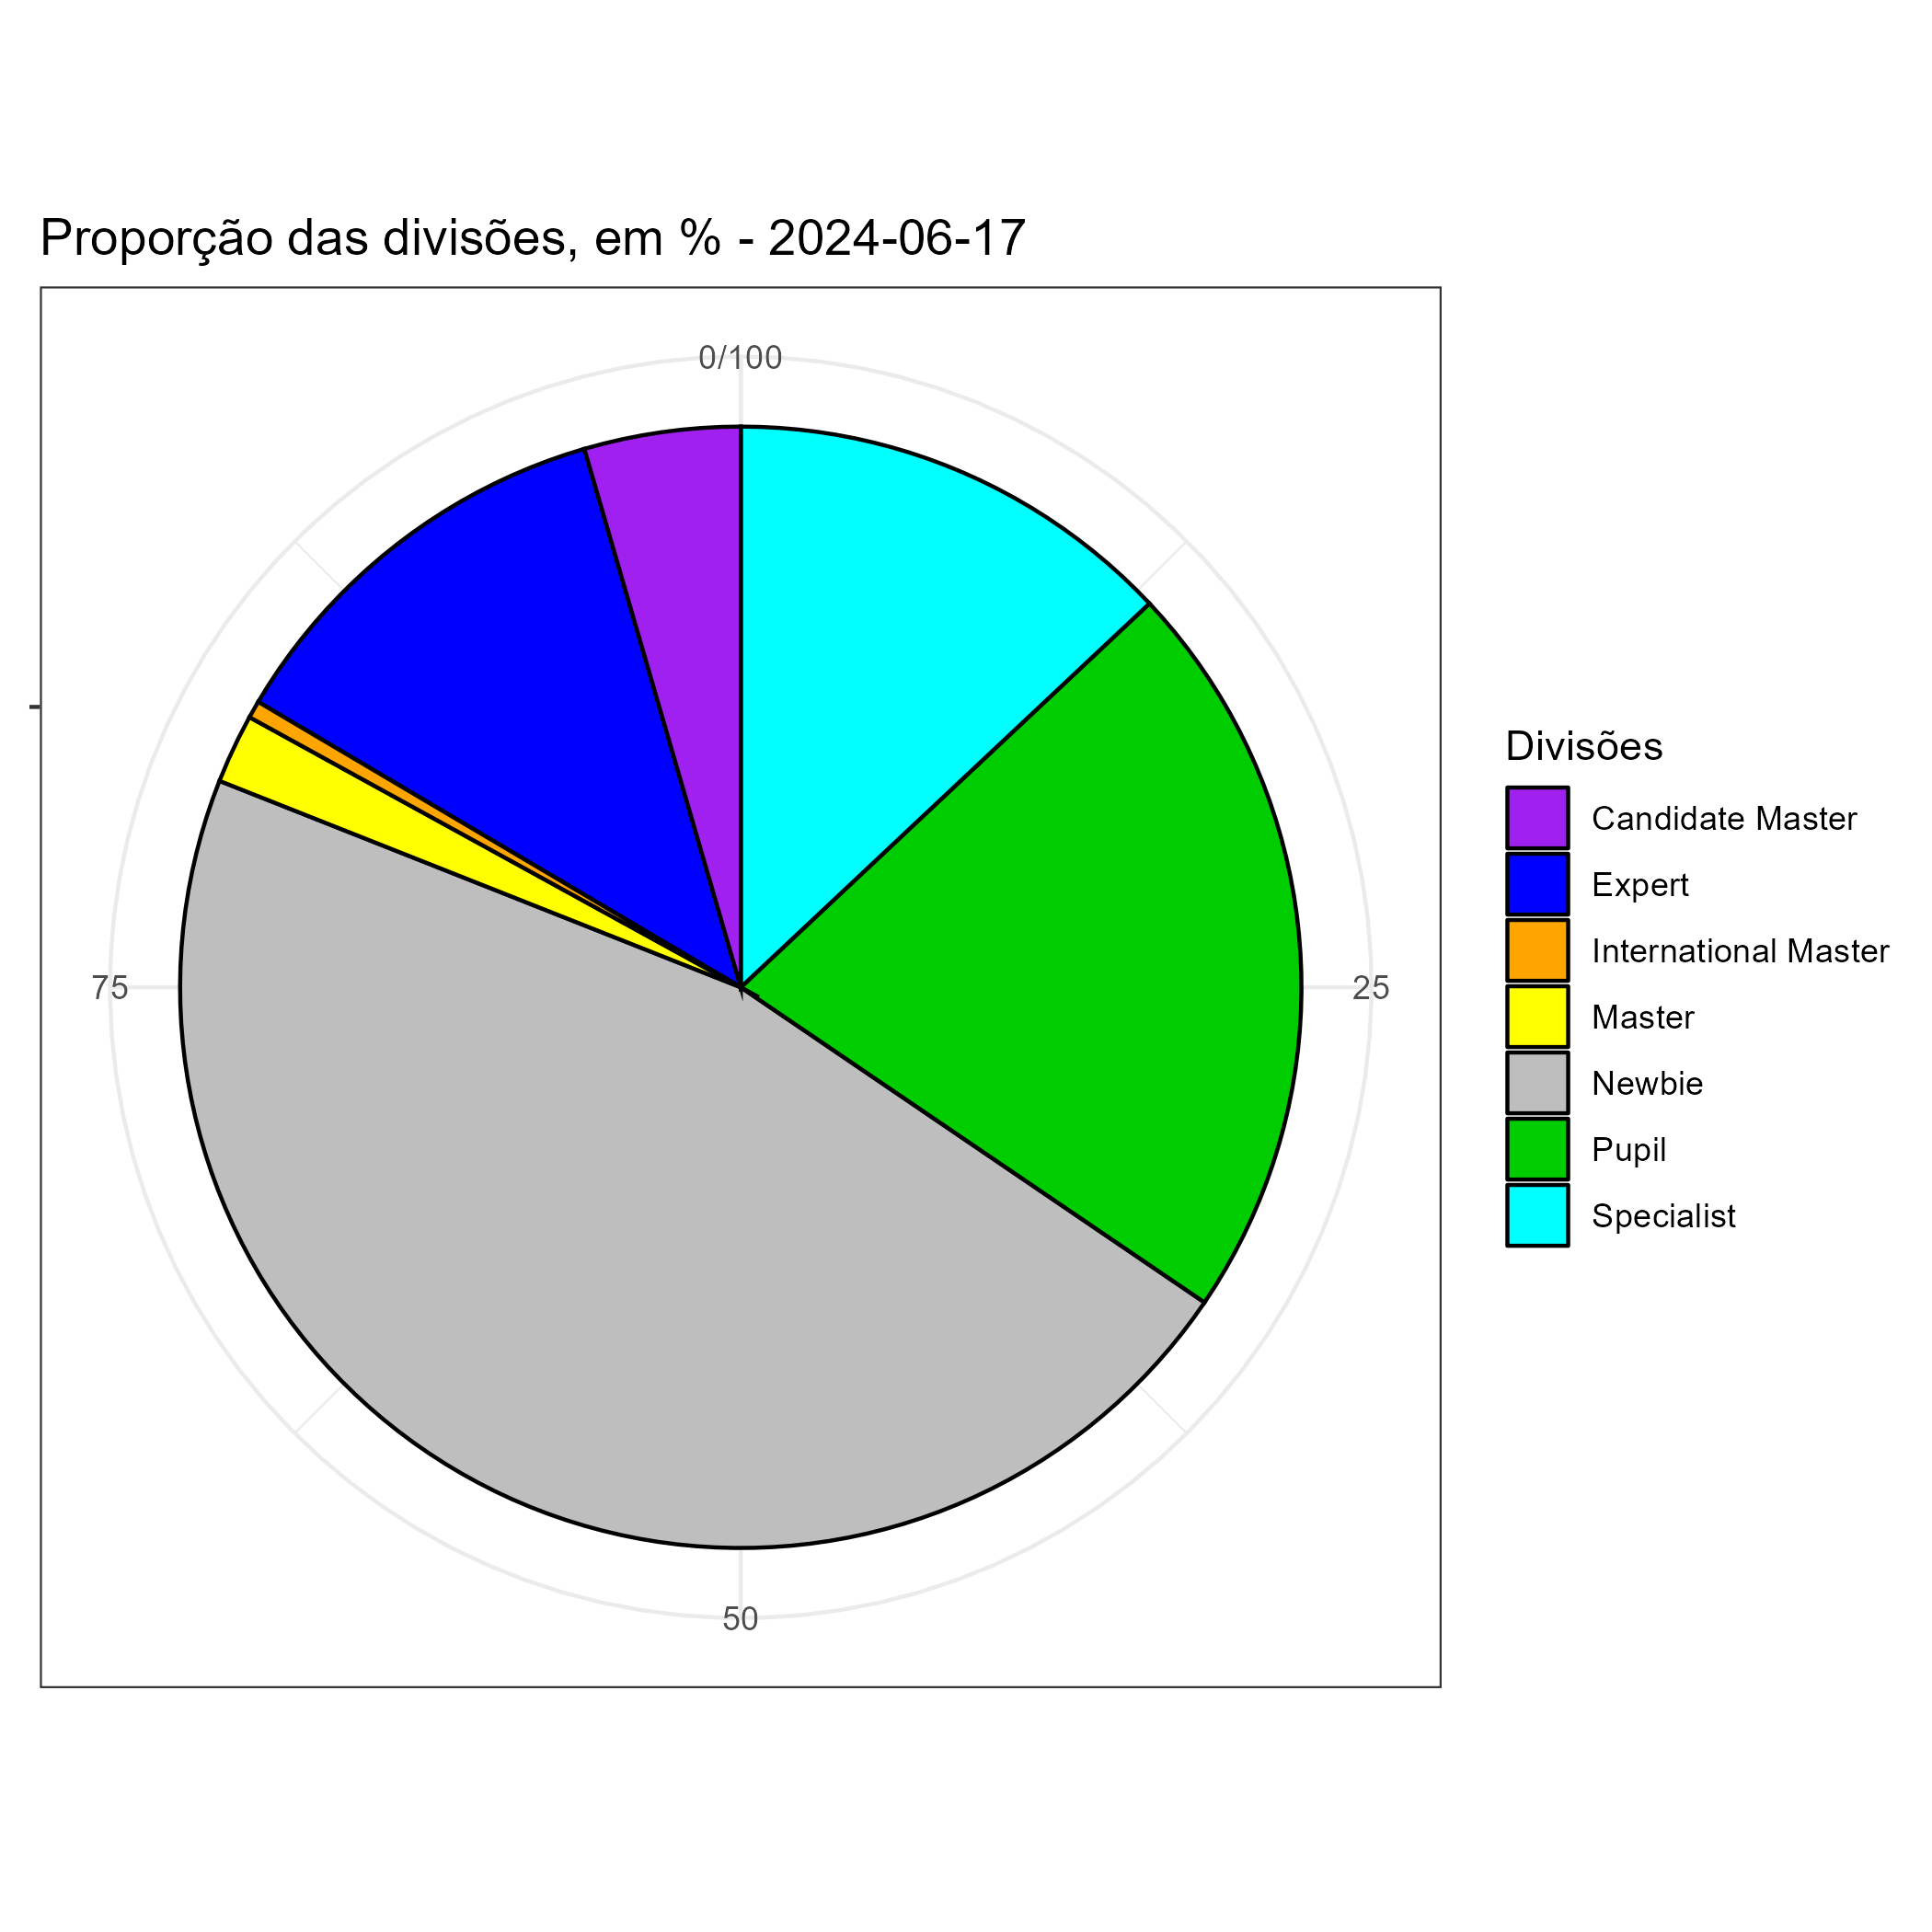 Proporção das divisões, em % - 2024-06-17
0/100
75
25
50
Divisões
Candidate Master
Expert
International Master
Master
Newbie
Pupil
Specialist